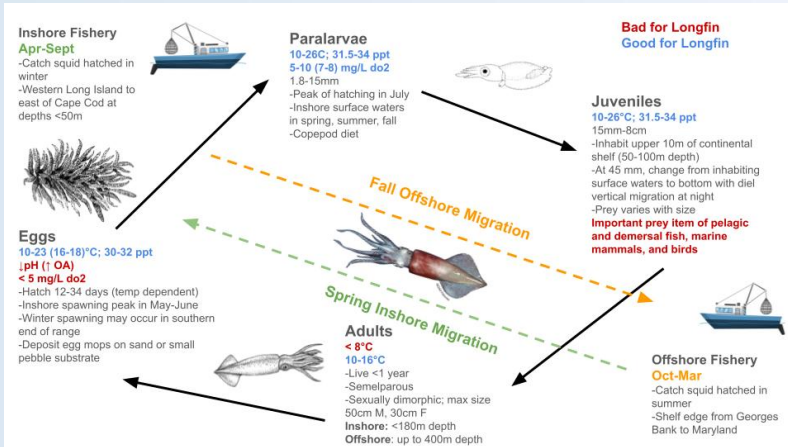 Inshore Fishery
Apr-Sept
-Catch squid hatched in
winter
-Western Long Island to
east of Cape Cod at
depths <50m
Paralarvae
10-26C; 31.5-34 ppt
5-10 (7-8) mg/L do2
1.8-15mm
-Peak of hatching in July
-Inshore surface waters
in spring, summer, fall
-Copepod diet
Bad for Longfin
Good for Longfin
Juveniles
10-26°C; 31.5-34 ppt
15mm-8cm
-Inhabit upper 10m of continental
shelf (50-100m depth)
-At 45 mm, change from inhabiting
surface waters to bottom with diel
vertical migration at night
-Prey varies with size
Important prey item of pelagic
and demersal fish, marine
mammals, and birds
Fall Offshore Migration
Spring Inshore Migration
Eggs
10-23 (16-18)°C; 30-32 ppt
↓pH (↑ OA)
< 5 mg/L do2
-Hatch 12-34 days (temp dependent)
-Inshore spawning peak in May-June
-Winter spawning may occur in southern
end of range
-Deposit egg mops on sand or small
pebble substrate
Adults
< 8°C
10-16°C
-Live <1 year
-Semelparous
-Sexually dimorphic; max size
50cm M, 30cm F
Inshore: <180m depth
Offshore: up to 400m depth
Offshore Fishery
Oct-Mar
-Catch squid hatched in
summer
-Shelf edge from Georges
Bank to Maryland